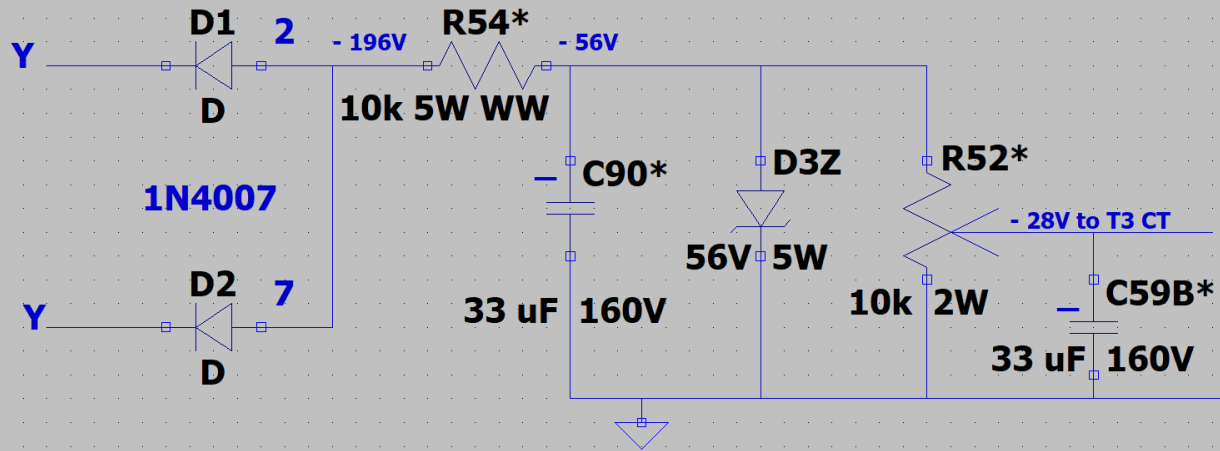 D1 2
Y - 196V R54* - 56V
D
10k 5W WW
1N4007
C90*
D3Z
R52*
- 28V to T3 CT
56V 5W
D2 7
Y
D
33 uF 160V
10k 2W
C59B*
33 uF 160V